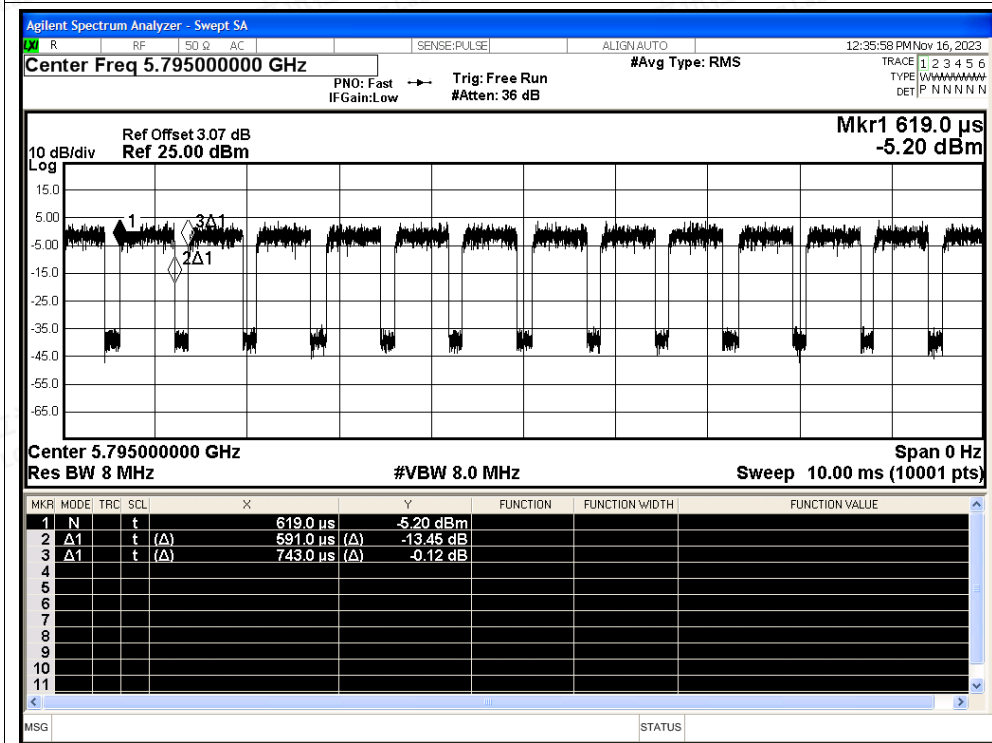 Agilent Spectrum Analyzer - Swept SA
LXI R RF 50 Ω AC SENSE:PULSE ALIGN AUTO 12:35:58 PM Nov 16, 2023
Center Freq 5.795000000 GHz
#Avg Type: RMS
TRACE 1 2 3 4 5 6
PNO: Fast Trig: Free Run
TYPE WWWWWW
IFGain:Low #Atten: 36 dB
DET P N N N N N
Mkr1 619.0 µs
-5.20 dBm
Ref Offset 3.07 dB
10 dB/div Ref 25.00 dBm
Log
15.0
5.00
-5.00
-15.0
-25.0
-35.0
-45.0
-55.0
-65.0
1
3Δ1
2Δ1
Center 5.795000000 GHz Span 0 Hz
Res BW 8 MHz #VBW 8.0 MHz Sweep 10.00 ms (10001 pts)
MKR MODE TRC SCL X Y FUNCTION FUNCTION WIDTH FUNCTION VALUE
1 N t 619.0 µs -5.20 dBm
2 Δ1 t (Δ) 591.0 µs (Δ) -13.45 dB
3 Δ1 t (Δ) 743.0 µs (Δ) -0.12 dB
4
5
6
7
8
9
10
11
MSG STATUS